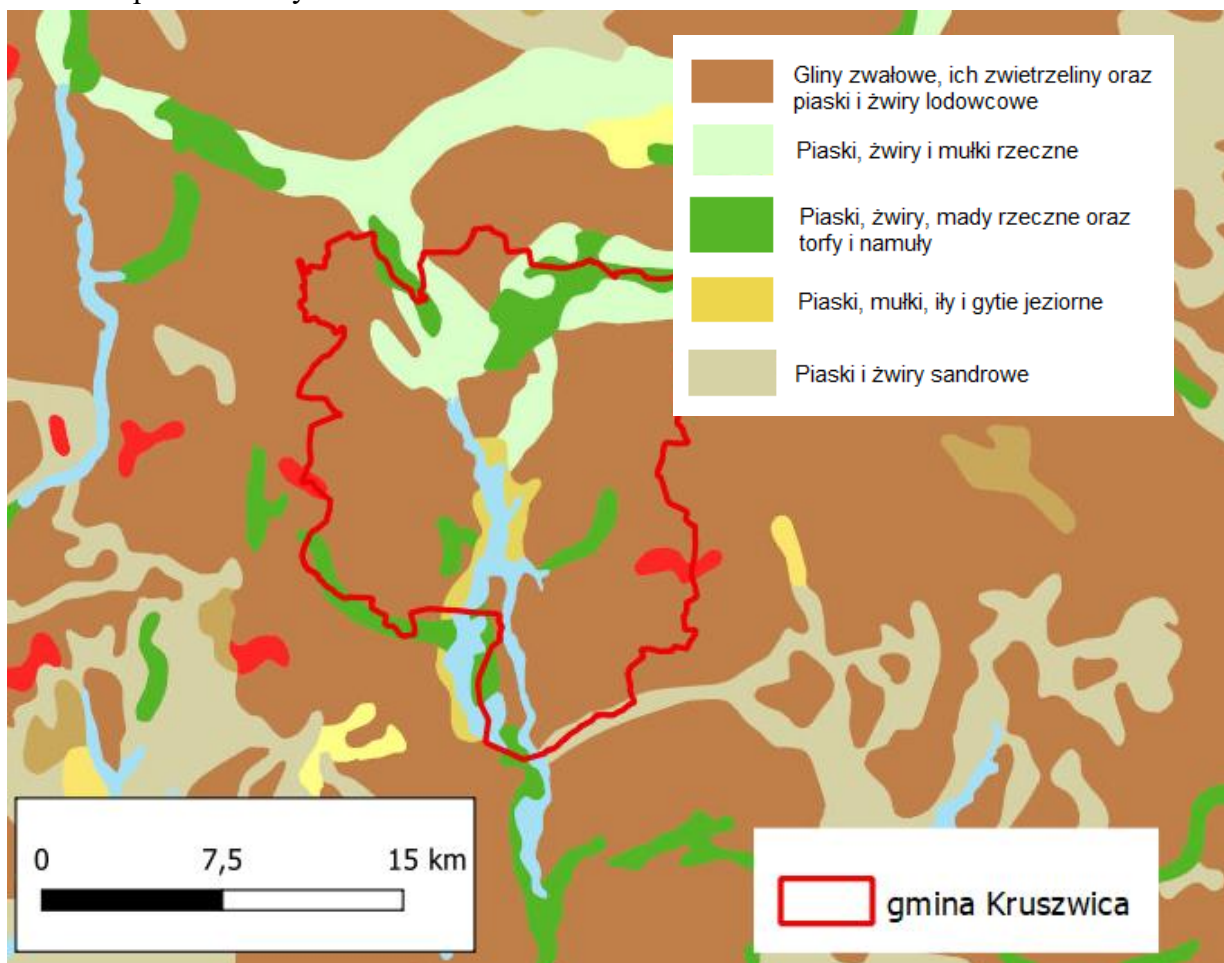 Gliny zwałowe, ich zwietrzeliny oraz
piaski i żwiry lodowcowe
Piaski, żwiry i mułki rzeczne
Piaski, żwiry, mady rzeczne oraz
torfy i namuły
Piaski, mułki, iły i gytie jeziorne
Piaski i żwiry sandrowe
0 7,5 15 km
gmina Kruszwica